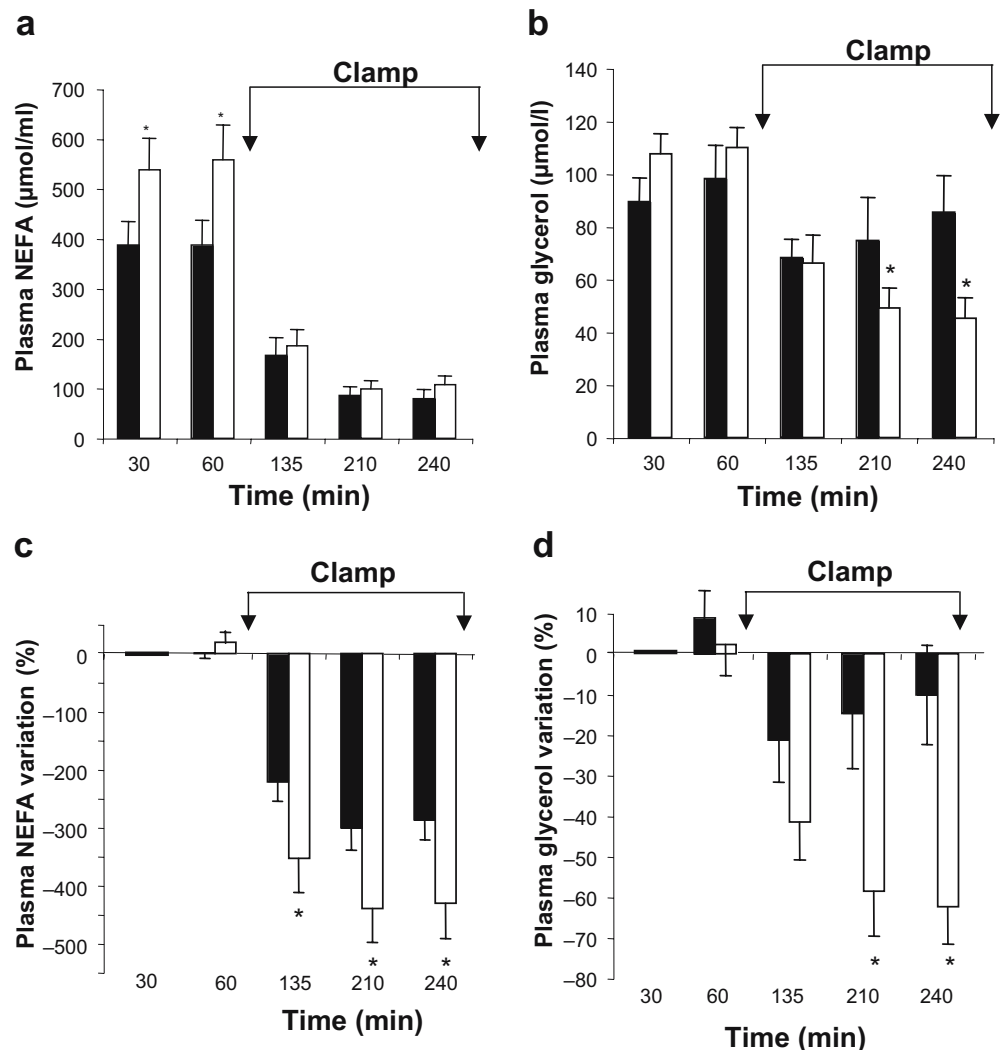 a
Clamp
Plasma NEFA (µmol/ml)
700
600
500
400
300
200
100
0
* *
30 60 135 210 240
Time (min)
b
Clamp
Plasma glycerol (µmol/l)
140
120
100
80
60
40
20
0
* *
30 60 135 210 240
Time (min)
c
Clamp
Plasma NEFA variation (%)
0
–100
–200
–300
–400
–500
* * *
30 60 135 210 240
Time (min)
d
Clamp
Plasma glycerol variation (%)
10
0
–10
–20
–30
–40
–50
–60
–70
–80
* *
30 60 135 210 240
Time (min)